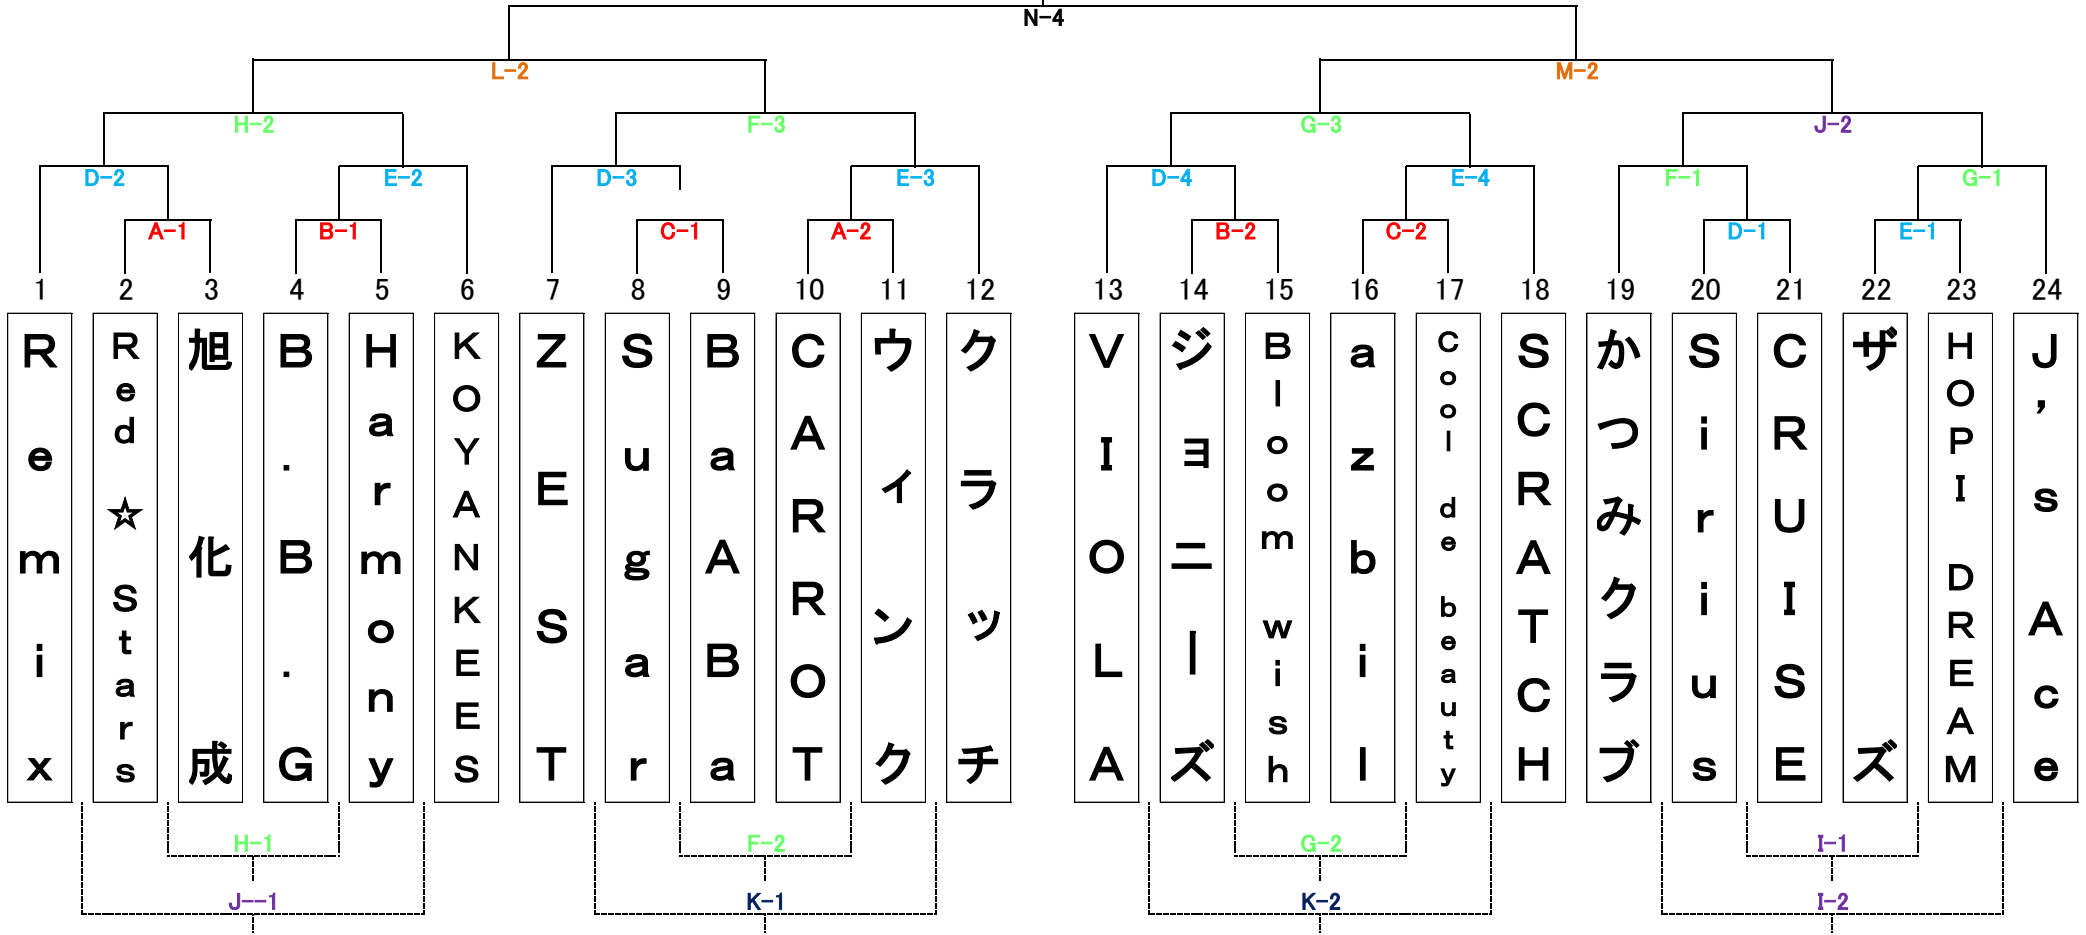 N-4
L-2 M-2
H-2 F-3 G-3 J-2
D-2 E-2 D-3 E-3 D-4 E-4 F-1 G-1
A-1 B-1 C-1 A-2 B-2 C-2 D-1 E-1
1 2 3 4 5 6 7 8 9 10 11 12 13 14 15 16 17 18 19 20 21 22 23 24
Remix
Red ☆ Stars
旭化成
B.B.G
Harmony
KOYANKEES
ZEST
Sugar
BaABa
CARROT
ウィンク
クラッチ
VIOLA
ジョニーズ
Bloom wish
azbil
Cool de beauty
SCRATCH
かつみクラブ
Sirius
CRUISE
ザズ
HOPI DREAM
J’sAce
H-1 F-2 G-2 I-1
J--1 K-1 K-2 I-2